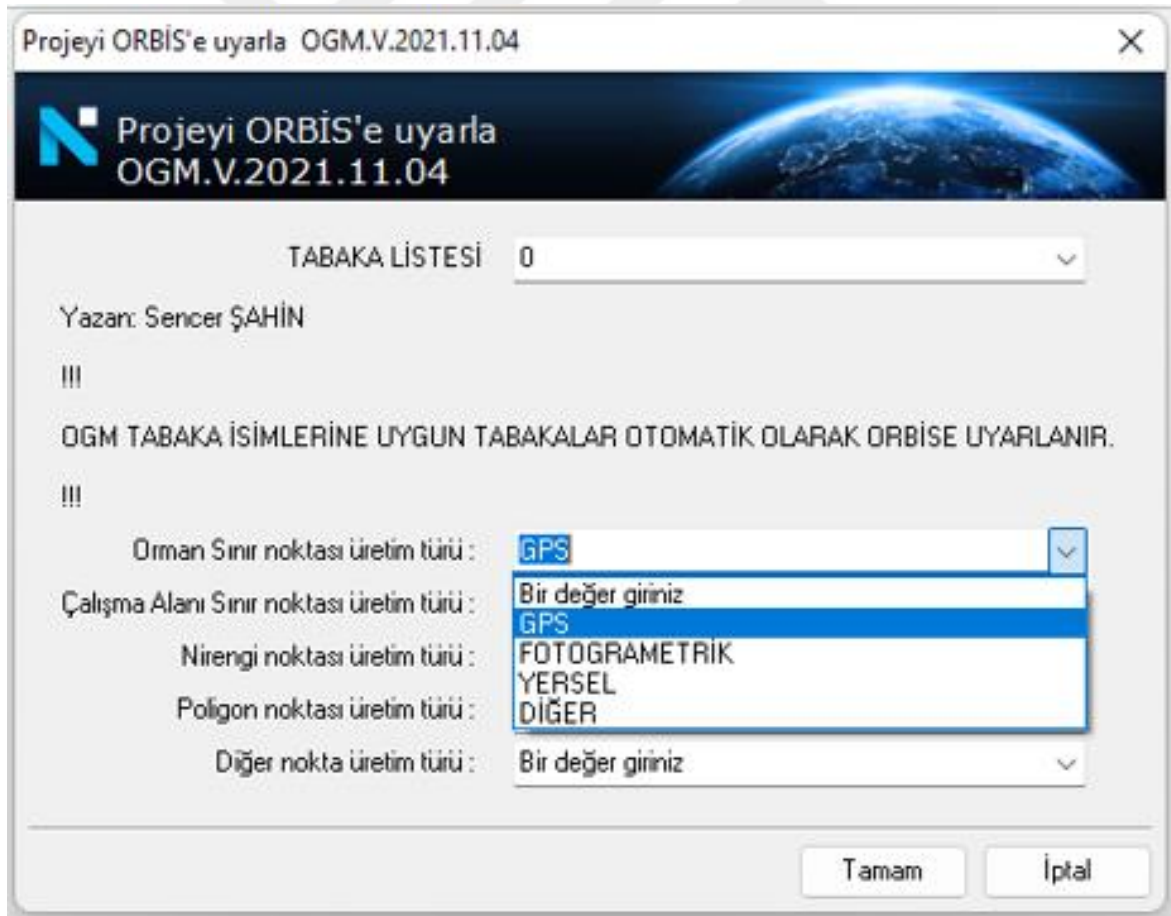 Projeyi ORBİS'e uyarla OGM.V.2021.11.04
Projeyi ORBİS'e uyarla
OGM.V.2021.11.04
TABAKA LİSTESİ 0
Yazan: Sencer ŞAHİN
!!!
OGM TABAKA İSİMLERİNE UYGUN TABAKALAR OTOMATİK OLARAK ORBİSE UYARLANIR.
!!!
Orman Sınır noktası üretim türü : GPS
Çalışma Alanı Sınır noktası üretim türü : Bir değer giriniz
GPS
Nirengi noktası üretim türü : FOTOGRAMETRİK
YERSEL
Poligon noktası üretim türü : DİĞER
Diğer nokta üretim türü : Bir değer giriniz
Tamam İptal